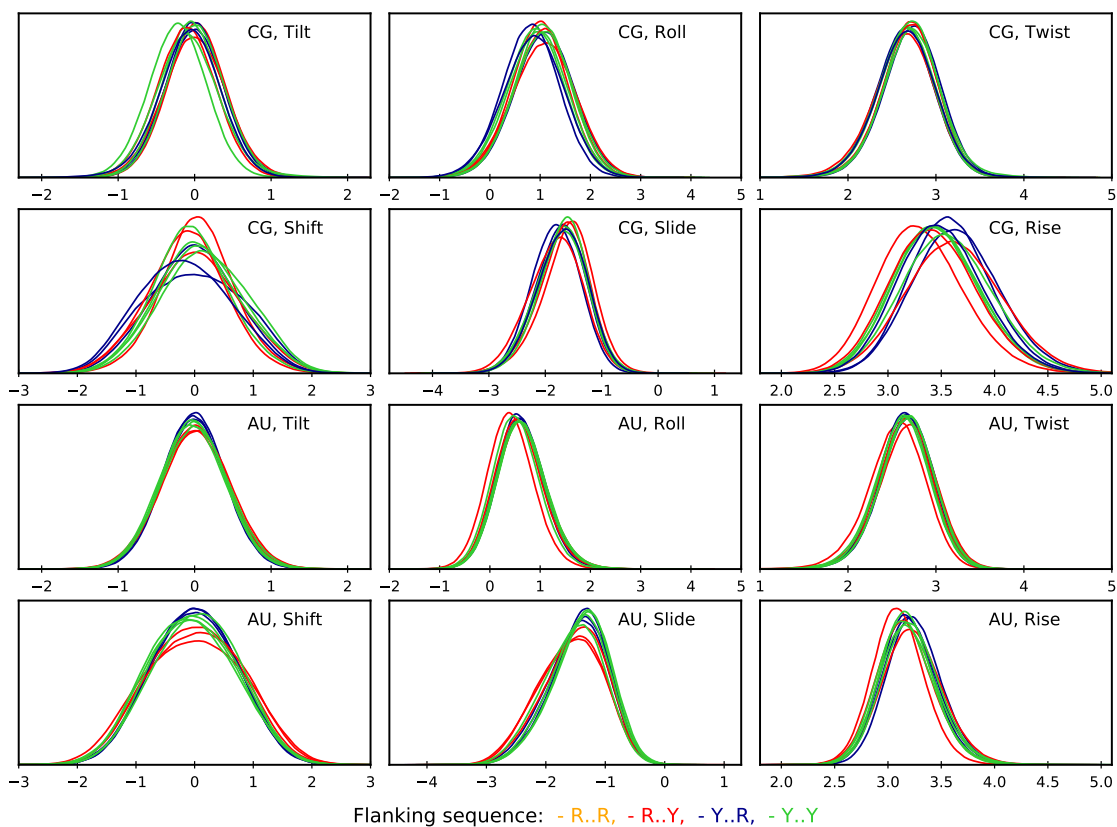 CG, Tilt
CG, Roll
CG, Twist
−2 −1 0 1 2
−2 −1 0 1 2 3 4 5
1 2 3 4 5
CG, Shift
CG, Slide
CG, Rise
−3 −2 −1 0 1 2 3
−4 −3 −2 −1 0 1
2.0 2.5 3.0 3.5 4.0 4.5 5.0
AU, Tilt
AU, Roll
AU, Twist
−2 −1 0 1 2
−2 −1 0 1 2 3 4 5
1 2 3 4 5
AU, Shift
AU, Slide
AU, Rise
−3 −2 −1 0 1 2 3
−4 −3 −2 −1 0 1
2.0 2.5 3.0 3.5 4.0 4.5 5.0
Flanking sequence: - R..R, - R..Y, - Y..R, - Y..Y